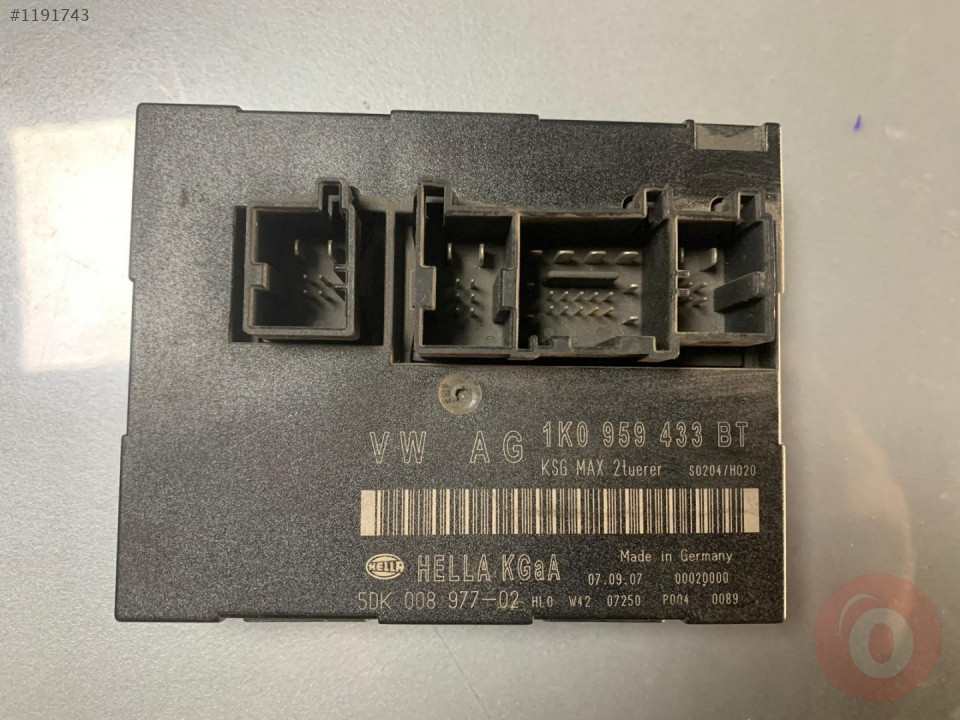 #1191743
VW AG 1K0 959 433 BT
KSG MAX 2tuerer S0204/H020
HELLA HELLA KGaA Made in Germany
07.09.07 00020000
5DK 008 977-02 HL0 W42 07250 P004 0089